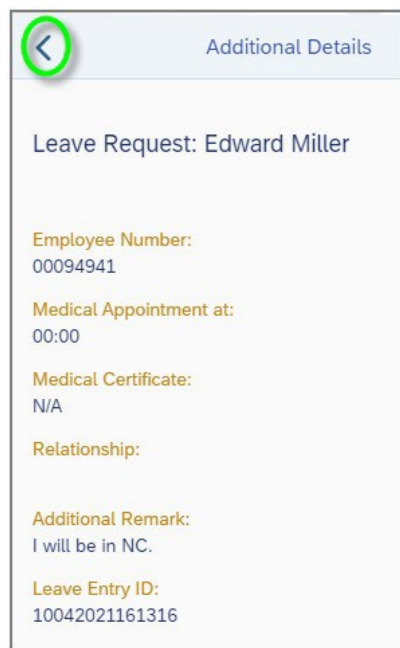 Additional Details
Leave Request: Edward Miller
Employee Number:
00094941
Medical Appointment at:
00:00
Medical Certificate:
N/A
Relationship:
Additional Remark:
I will be in NC.
Leave Entry ID:
10042021161316